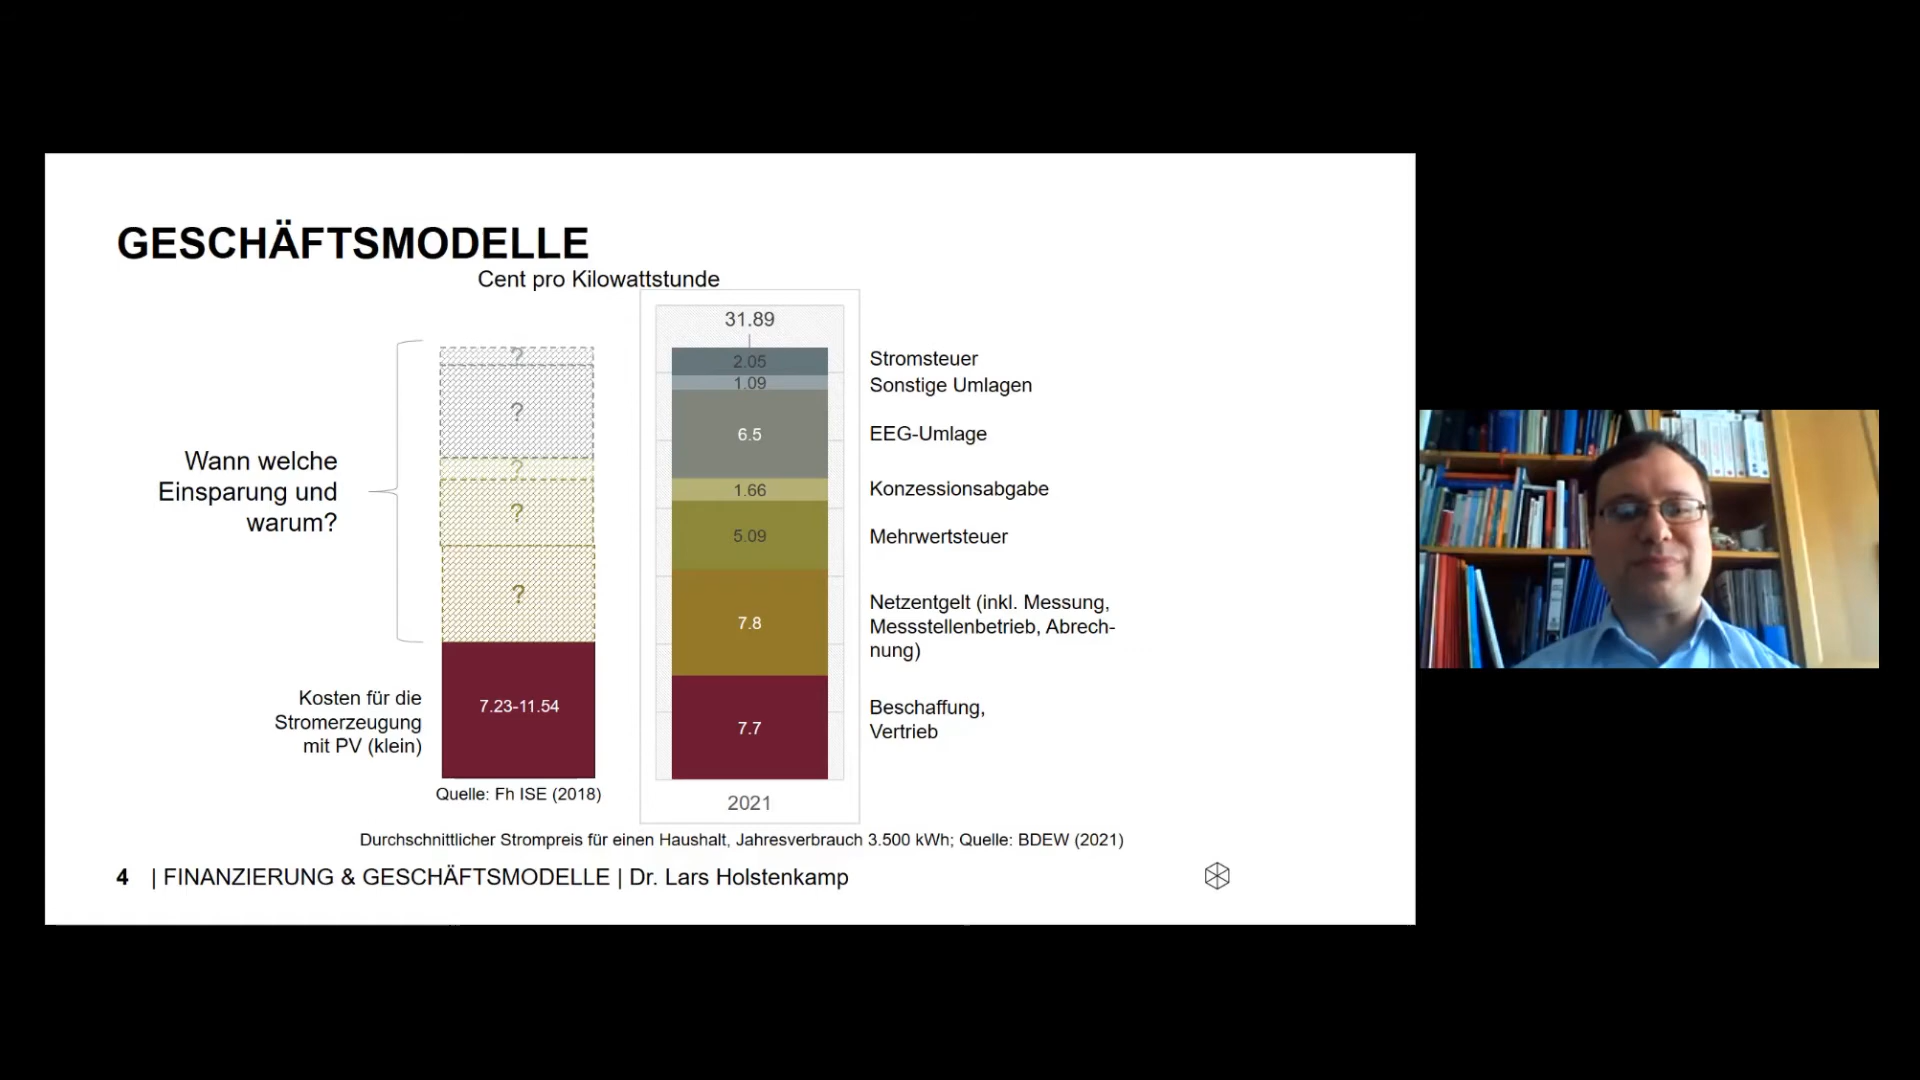 GESCHÄFTSMODELLE
Cent pro Kilowattstunde
31.89
?
2.05
Stromsteuer
1.09
Sonstige Umlagen
?
6.5
EEG-Umlage
Wann welche
Einsparung und
warum?
?
1.66
Konzessionsabgabe
?
5.09
Mehrwertsteuer
?
7.8
Netzentgelt (inkl. Messung,
Messstellenbetrieb, Abrech-
nung)
Kosten für die
Stromerzeugung
mit PV (klein)
7.23-11.54
7.7
Beschaffung,
Vertrieb
Quelle: Fh ISE (2018)
2021
Durchschnittlicher Strompreis für einen Haushalt, Jahresverbrauch 3.500 kWh; Quelle: BDEW (2021)
4 | FINANZIERUNG & GESCHÄFTSMODELLE | Dr. Lars Holstenkamp